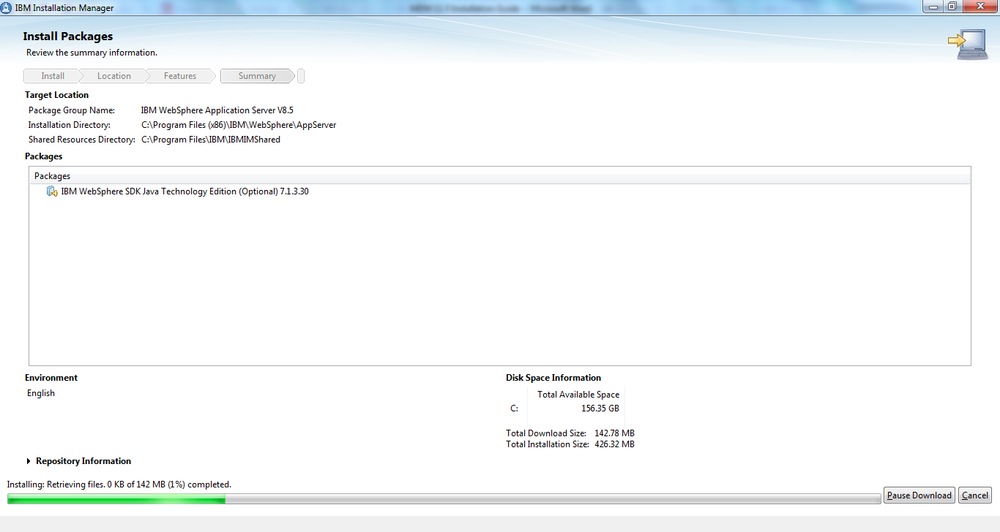 IBM Installation Manager
Install Packages
Review the summary information.
Install Location Features Summary
Target Location
Package Group Name: IBM WebSphere Application Server V8.5
Installation Directory: C:\Program Files (x86)\IBM\WebSphere\AppServer
Shared Resources Directory: C:\Program Files\IBM\IBMIMShared
Packages
Packages
IBM WebSphere SDK Java Technology Edition (Optional) 7.1.3.30
Environment
English
Disk Space Information
Total Available Space
C: 156.35 GB
Total Download Size: 142.78 MB
Total Installation Size: 426.32 MB
Repository Information
Installing: Retrieving files. 0 KB of 142 MB (1%) completed.
Pause Download Cancel